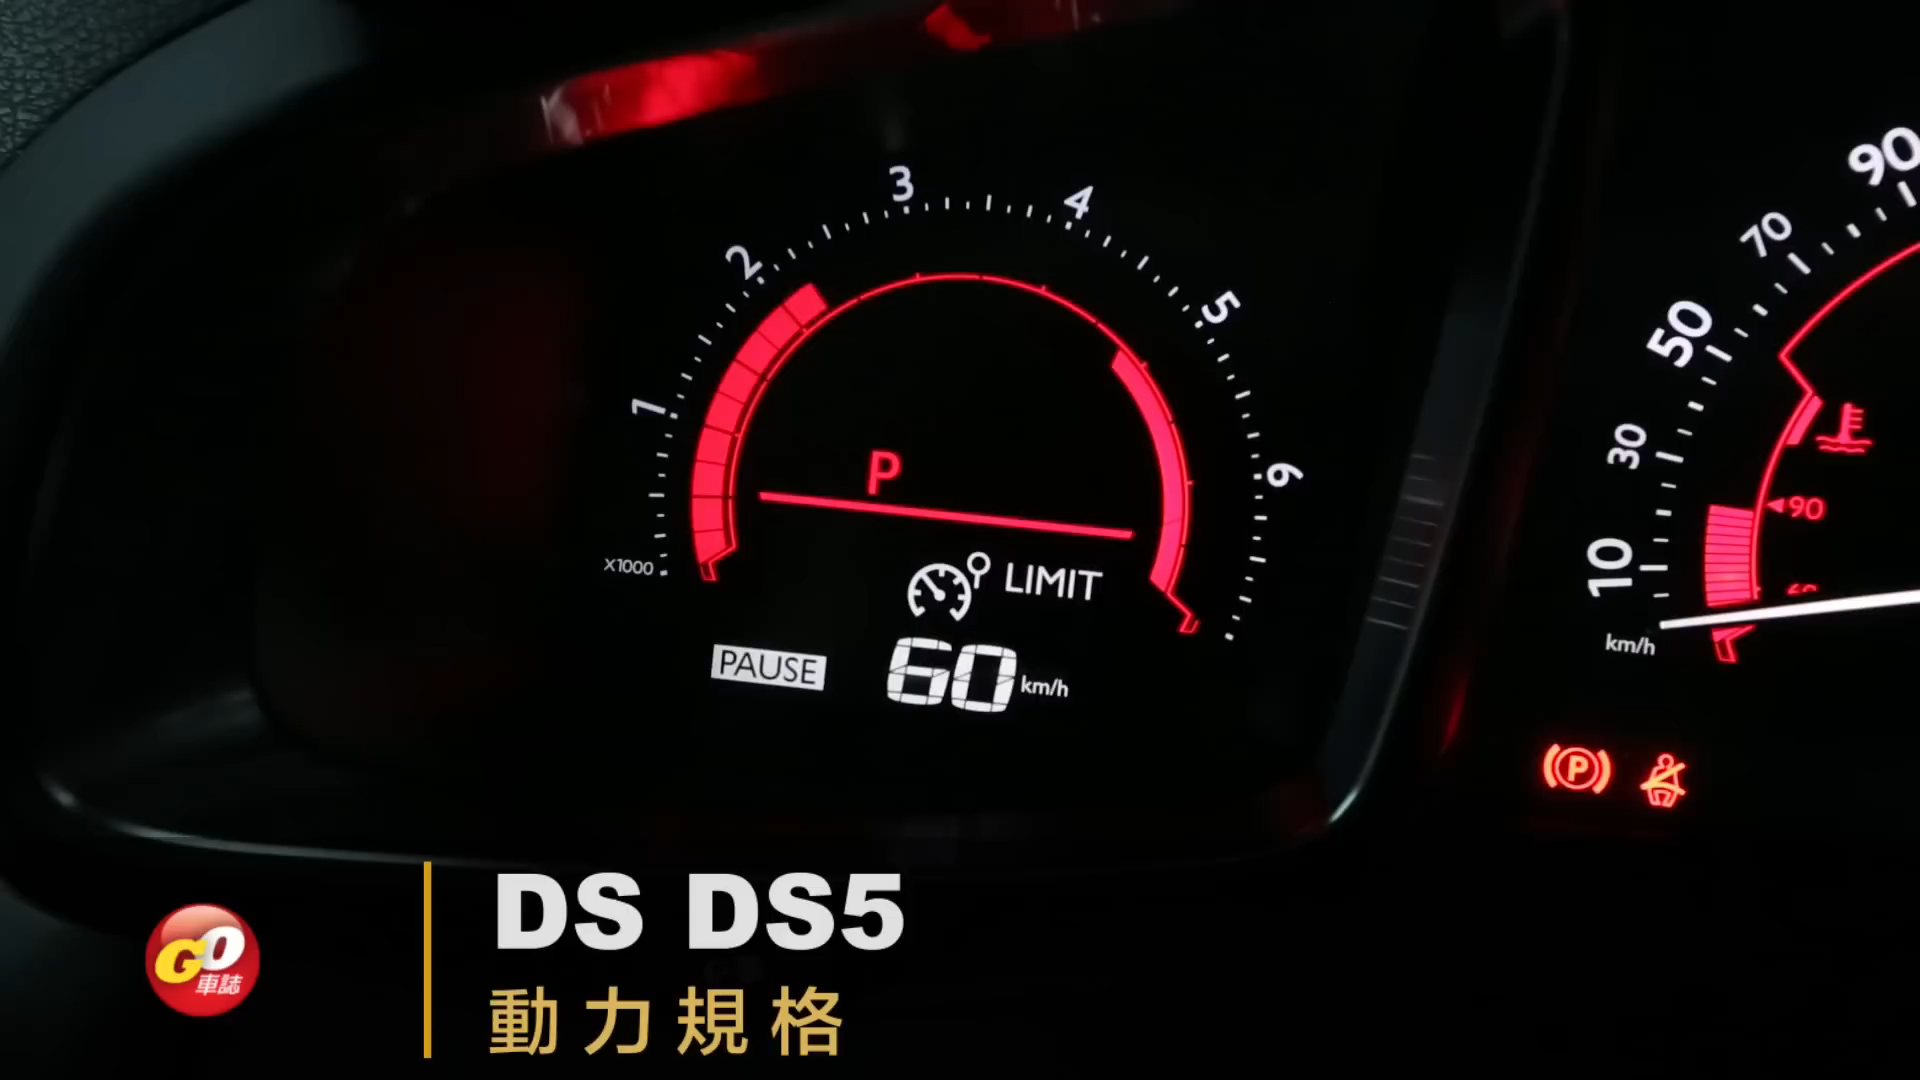 3
4
2
5
1
6
X1000
P
LIMIT
PAUSE
60 km/h
90
70
50
30
10
90
km/h
P
GO
車誌
DS DS5
動力規格